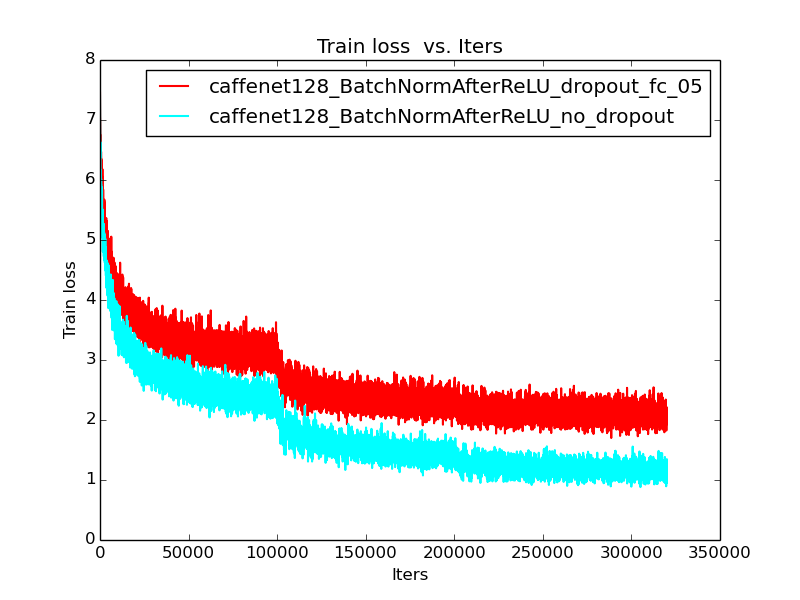 Train loss  vs. Iters
caffenet128_BatchNormAfterReLU_dropout_fc_05
caffenet128_BatchNormAfterReLU_no_dropout
8
7
6
5
4
3
2
1
0
Train loss
0 50000 100000 150000 200000 250000 300000 350000
Iters